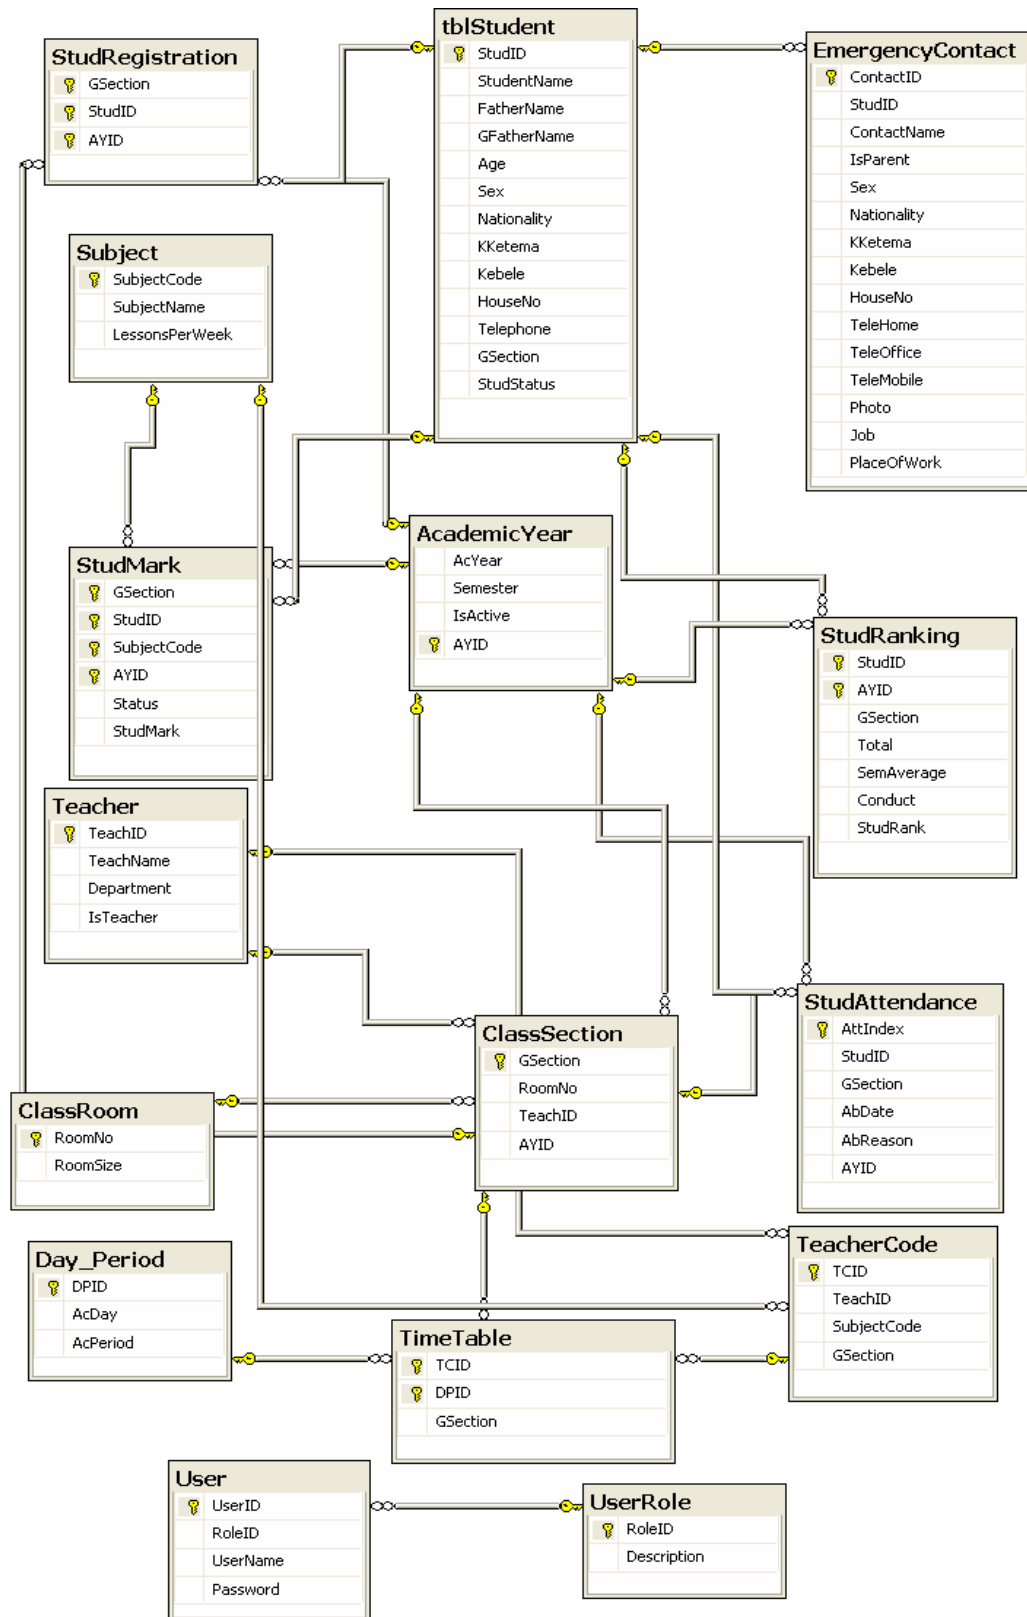 StudRegistration
GSection
StudID
AYID
tblStudent
StudID
StudentName
FatherName
GFatherName
Age
Sex
Nationality
KKetema
Kebele
HouseNo
Telephone
GSection
StudStatus
EmergencyContact
ContactID
StudID
ContactName
IsParent
Sex
Nationality
KKetema
Kebele
HouseNo
TeleHome
TeleOffice
TeleMobile
Photo
Job
PlaceOfWork
Subject
SubjectCode
SubjectName
LessonsPerWeek
StudMark
GSection
StudID
SubjectCode
AYID
Status
StudMark
AcademicYear
AcYear
Semester
IsActive
AYID
StudRanking
StudID
AYID
GSection
Total
SemAverage
Conduct
StudRank
Teacher
TeachID
TeachName
Department
IsTeacher
ClassSection
GSection
RoomNo
TeachID
AYID
StudAttendance
AttIndex
StudID
GSection
AbDate
AbReason
AYID
ClassRoom
RoomNo
RoomSize
Day_Period
DPID
AcDay
AcPeriod
TimeTable
TCID
DPID
GSection
TeacherCode
TCID
TeachID
SubjectCode
GSection
User
UserID
RoleID
UserName
Password
UserRole
RoleID
Description